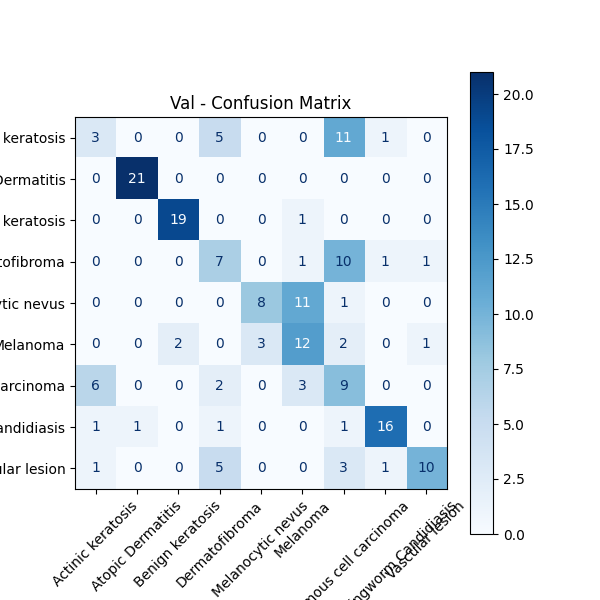 Val - Confusion Matrix
keratosis 3 0 0 5 0 0 11 1 0
Dermatitis 0 21 0 0 0 0 0 0 0
keratosis 0 0 19 0 0 1 0 0 0
tofibroma 0 0 0 7 0 1 10 1 1
ytic nevus 0 0 0 0 8 11 1 0 0
Melanoma 0 0 2 0 3 12 2 0 1
arcinoma 6 0 0 2 0 3 9 0 0
andidiasis 1 1 0 1 0 0 1 16 0
ular lesion 1 0 0 5 0 0 3 1 10
Actinic keratosis
Atopic Dermatitis
Benign keratosis
Dermatofibroma
Melanocytic nevus
Melanoma
mous cell carcinoma
ngworm Candidiasis
Vascular lesion
20.0
17.5
15.0
12.5
10.0
7.5
5.0
2.5
0.0